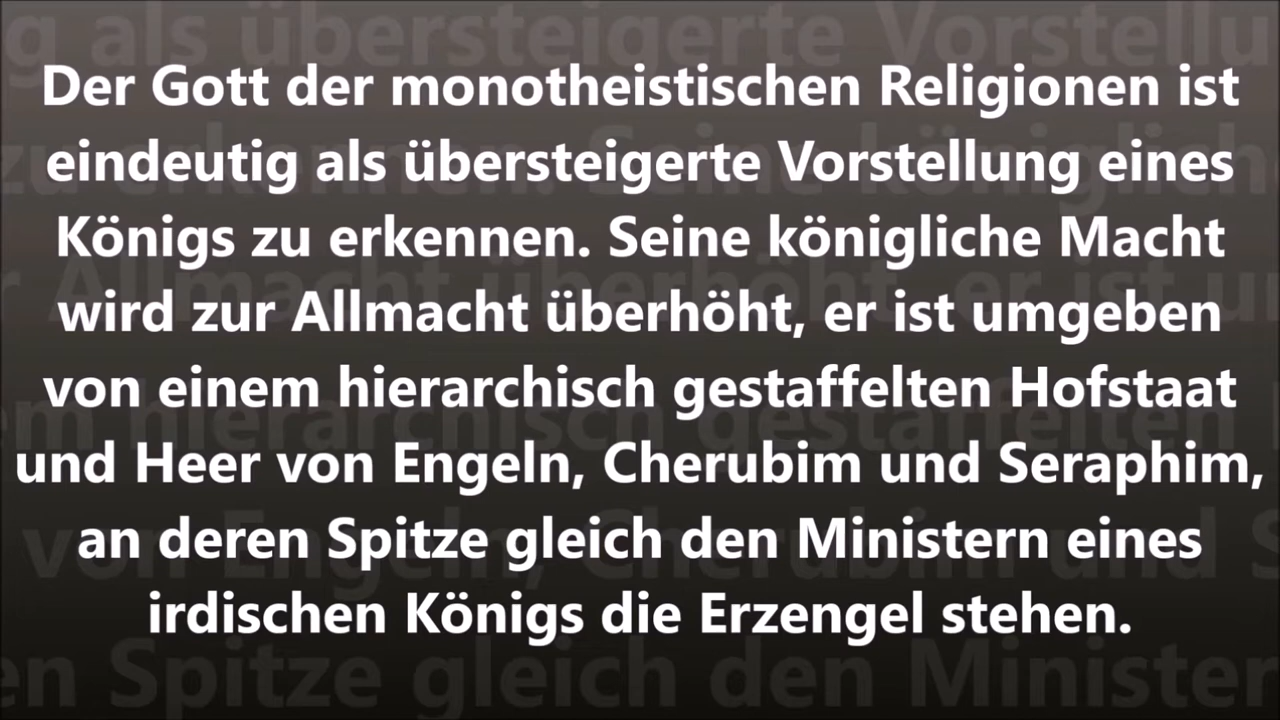 Der Gott der monotheistischen Religionen ist
eindeutig als übersteigerte Vorstellung eines
Königs zu erkennen. Seine königliche Macht
wird zur Allmacht überhöht, er ist umgeben
von einem hierarchisch gestaffelten Hofstaat
und Heer von Engeln, Cherubim und Seraphim,
an deren Spitze gleich den Ministern eines
irdischen Königs die Erzengel stehen.